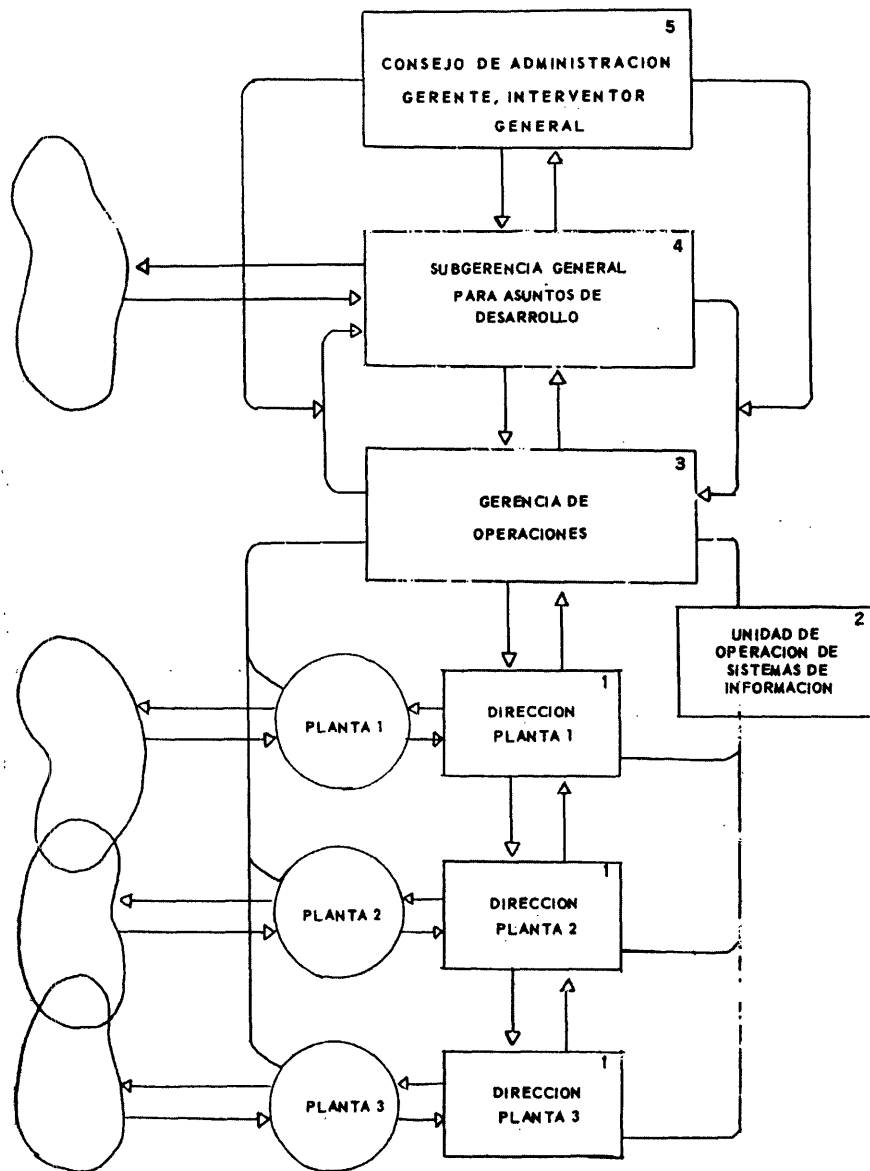 5
CONSEJO DE ADMINISTRACION
GERENTE, INTERVENTOR
GENERAL
4
SUBGERENCIA GENERAL
PARA ASUNTOS DE
DESARROLLO
3
GERENCIA DE
OPERACIONES
2
UNIDAD DE
OPERACION DE
SISTEMAS DE
INFORMACION
PLANTA 1
1
DIRECCION
PLANTA 1
PLANTA 2
1
DIRECCION
PLANTA 2
PLANTA 3
1
DIRECCION
PLANTA 3